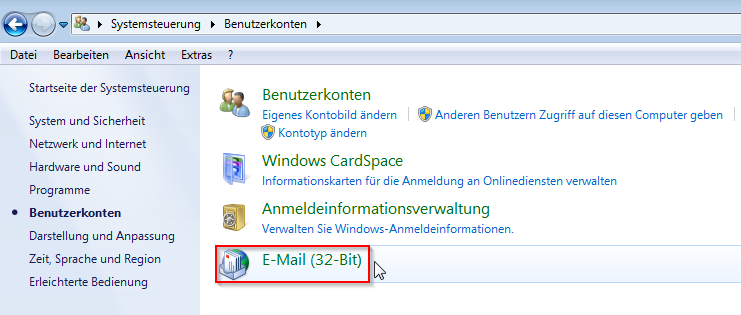 Systemsteuerung Benutzerkonten
Datei Bearbeiten Ansicht Extras ?
Startseite der Systemsteuerung
System und Sicherheit
Netzwerk und Internet
Hardware und Sound
Programme
Benutzerkonten
Darstellung und Anpassung
Zeit, Sprache und Region
Erleichterte Bedienung
Benutzerkonten
Eigenes Kontobild ändern Anderen Benutzern Zugriff auf diesen Computer geben
Kontotyp ändern
Windows CardSpace
Informationskarten für die Anmeldung an Onlinediensten verwalten
Anmeldeinformationsverwaltung
Verwalten Sie Windows-Anmeldeinformationen.
E-Mail (32-Bit)